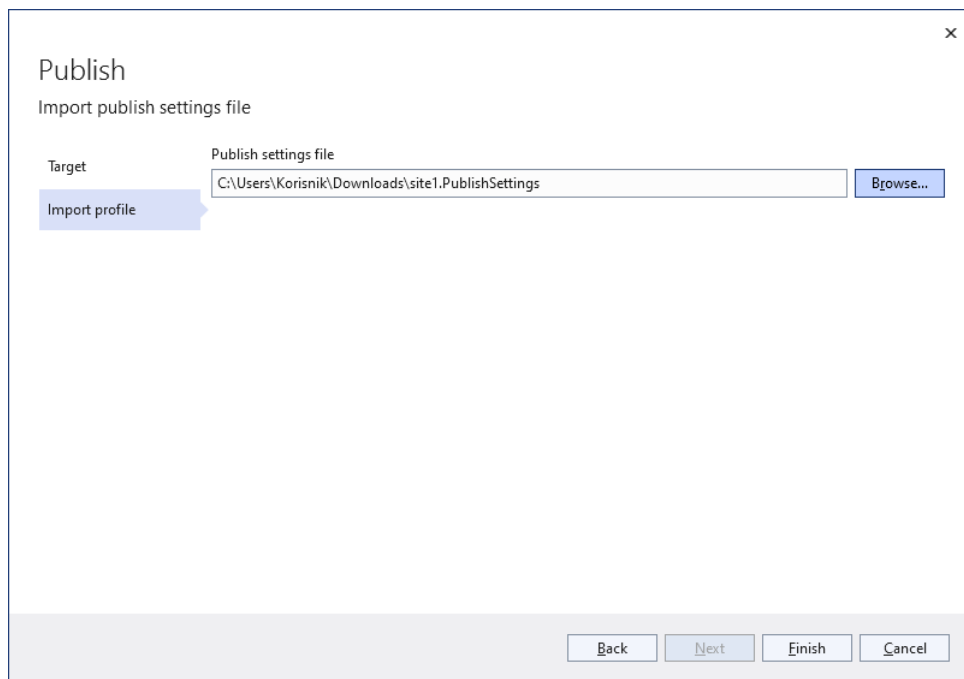 Publish
Import publish settings file
Target
Import profile
Publish settings file
C:\Users\Korisnik\Downloads\site1.PublishSettings
Browse...
Back
Next
Finish
Cancel